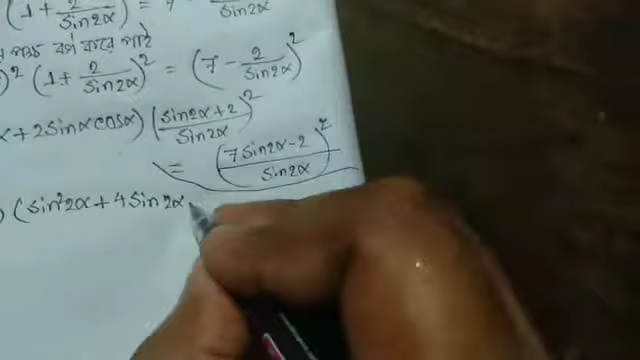 (1 + 2/sin2α) = 7 - 2/sin2α
বর্গ করে পাই
)² (1 + 2/sin2α)² = (7 - 2/sin2α)²
α + 2sinα cosα) ((sin2α + 2)/sin2α)²
= ((7sin2α - 2)/sin2α)²
) (sin²2α + 4sin2α